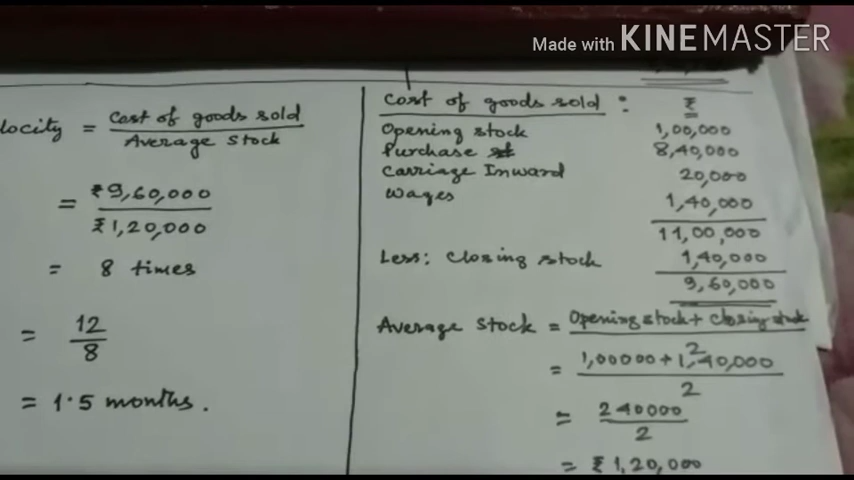 Made with KINEMASTER
locity = Cost of goods sold / Average Stock
= ₹9,60,000 / ₹1,20,000
= 8 times
= 12 / 8
= 1.5 months.
Cost of goods sold : ₹
Opening stock 1,00,000
Purchase 8,40,000
Carriage Inward 20,000
Wages 1,40,000
11,00,000
Less: Closing stock 1,40,000
9,60,000
Average Stock = Opening stock + Closing stock / 2
= 1,00000 + 1,40,000 / 2
= 240000 / 2
= ₹1,20,000